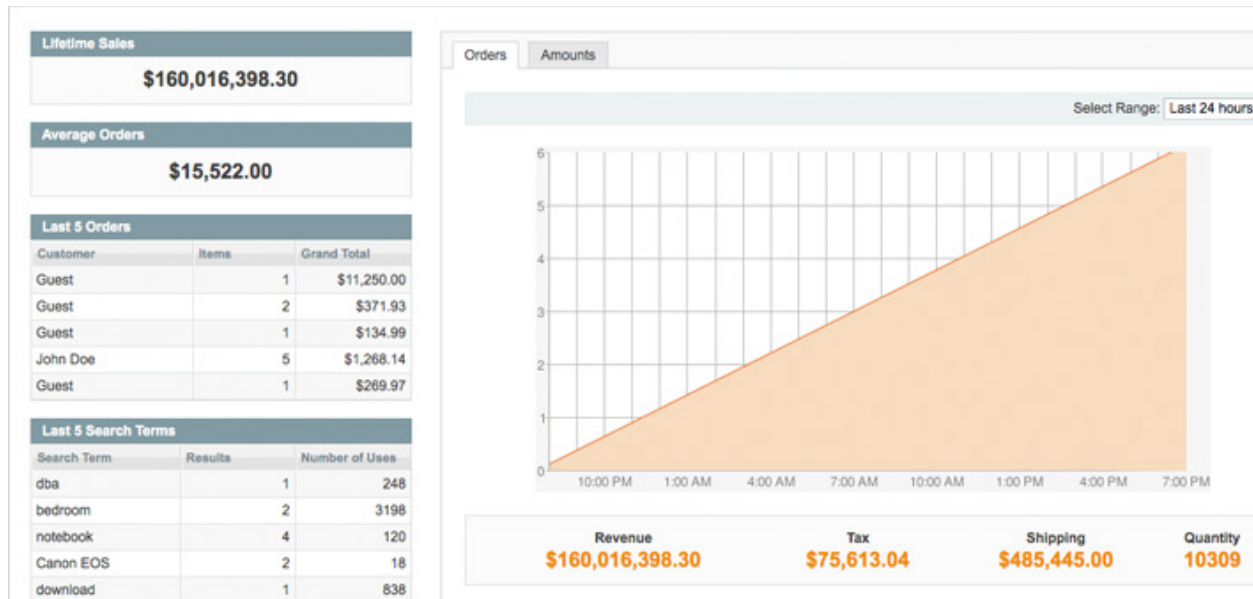 Lifetime Sales
$160,016,398.30
Average Orders
$15,522.00
Last 5 Orders
Customer Items Grand Total
Guest 1 $11,250.00
Guest 2 $371.93
Guest 1 $134.99
John Doe 5 $1,268.14
Guest 1 $269.97
Last 5 Search Terms
Search Term Results Number of Uses
dba 1 248
bedroom 2 3198
notebook 4 120
Canon EOS 2 18
download 1 838
Orders Amounts
Select Range: Last 24 hours
6
5
4
3
2
1
0
10:00 PM 1:00 AM 4:00 AM 7:00 AM 10:00 AM 1:00 PM 4:00 PM 7:00 PM
Revenue Tax Shipping Quantity
$160,016,398.30 $75,613.04 $485,445.00 10309